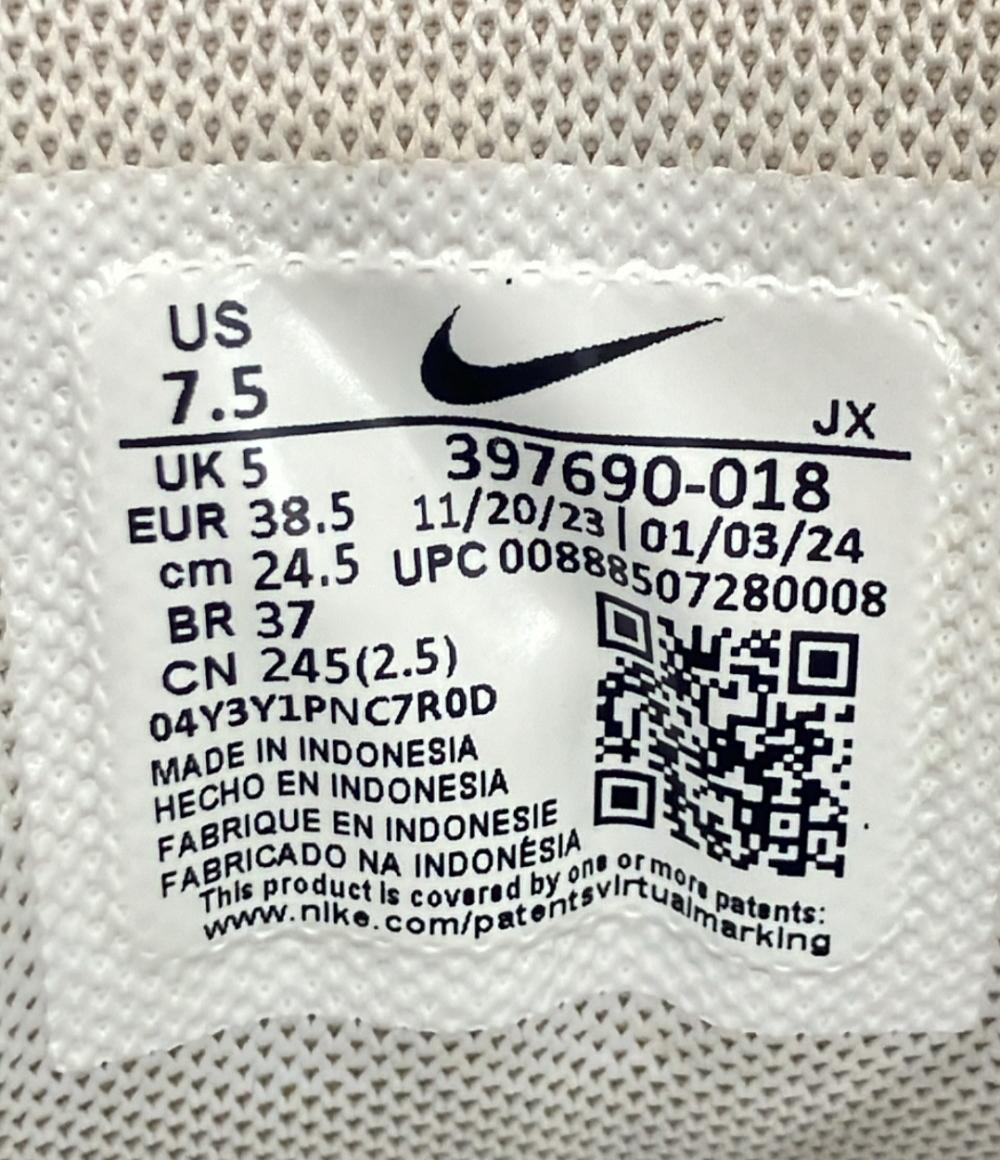 US
7.5
JX
UK 5
397690-018
EUR 38.5
11/20/23 | 01/03/24
cm 24.5
UPC 00888507280008
BR 37
CN 245(2.5)
04Y3Y1PNC7R0D
MADE IN INDONESIA
HECHO EN INDONESIA
FABRIQUE EN INDONESIE
FABRICADO NA INDONÉSIA
This product is covered by one or more patents:
www.nike.com/patentsvirtualmarking